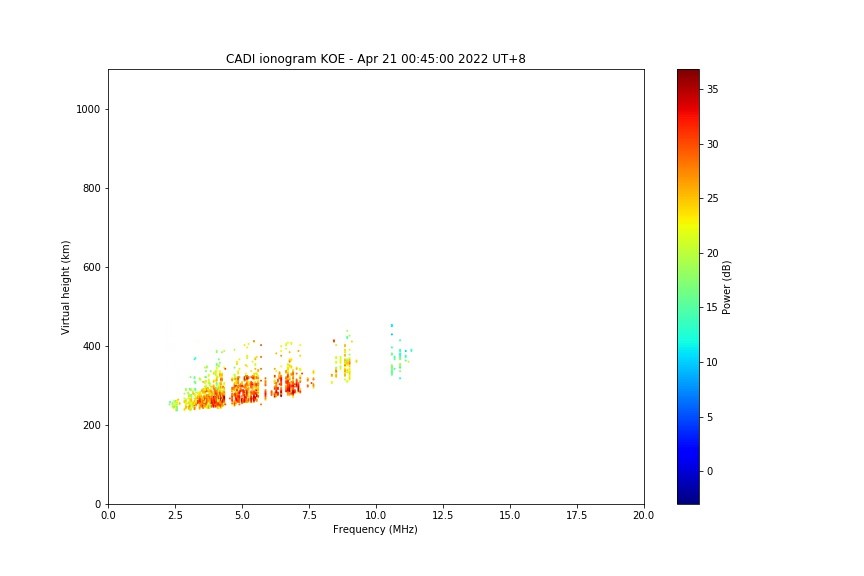 CADI ionogram KOE - Apr 21 00:45:00 2022 UT+8
1000
800
600
400
200
0
Virtual height (km)
0.0 2.5 5.0 7.5 10.0 12.5 15.0 17.5 20.0
Frequency (MHz)
35
30
25
20
15
10
5
0
Power (dB)